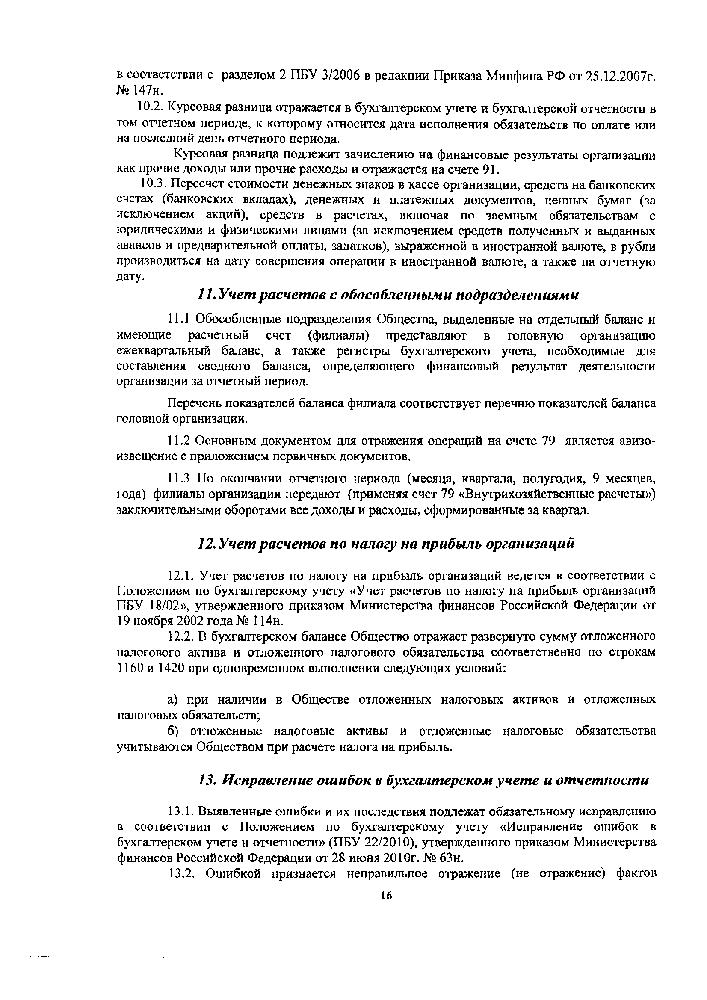 в соответствии с разделом 2 ПБУ 3/2006 в редакции Приказа Минфина РФ от 25.12.2007г.
№ 147н.
10.2. Курсовая разница отражается в бухгалтерском учете и бухгалтерской отчетности в
том отчетном периоде, к которому относится дата исполнения обязательств по оплате или
на последний день отчетного периода.
Курсовая разница подлежит зачислению на финансовые результаты организации
как прочие доходы или прочие расходы и отражается на счете 91.
10.3. Пересчет стоимости денежных знаков в кассе организации, средств на банковских
счетах (банковских вкладах), денежных и платежных документов, ценных бумаг (за
исключением акций), средств в расчетах, включая по заемным обязательствам с
юридическими и физическими лицами (за исключением средств полученных и выданных
авансов и предварительной оплаты, задатков), выраженной в иностранной валюте, в рубли
производиться на дату совершения операции в иностранной валюте, а также на отчетную
дату.
11. Учет расчетов с обособленными подразделениями
11.1 Обособленные подразделения Общества, выделенные на отдельный баланс и
имеющие расчетный счет (филиалы) представляют в головную организацию
ежеквартальный баланс, а также регистры бухгалтерского учета, необходимые для
составления сводного баланса, определяющего финансовый результат деятельности
организации за отчетный период.
Перечень показателей баланса филиала соответствует перечню показателей баланса
головной организации.
11.2 Основным документом для отражения операций на счете 79 является авизо-
извещение с приложением первичных документов.
11.3 По окончании отчетного периода (месяца, квартала, полугодия, 9 месяцев,
года) филиалы организации передают (применяя счет 79 «Внутрихозяйственные расчеты»)
заключительными оборотами все доходы и расходы, сформированные за квартал.
12. Учет расчетов по налогу на прибыль организаций
12.1. Учет расчетов по налогу на прибыль организаций ведется в соответствии с
Положением по бухгалтерскому учету «Учет расчетов по налогу на прибыль организаций
ПБУ 18/02», утвержденного приказом Министерства финансов Российской Федерации от
19 ноября 2002 года № 114н.
12.2. В бухгалтерском балансе Общество отражает развернуто сумму отложенного
налогового актива и отложенного налогового обязательства соответственно по строкам
1160 и 1420 при одновременном выполнении следующих условий:
а) при наличии в Обществе отложенных налоговых активов и отложенных
налоговых обязательств;
б) отложенные налоговые активы и отложенные налоговые обязательства
учитываются Обществом при расчете налога на прибыль.
13. Исправление ошибок в бухгалтерском учете и отчетности
13.1. Выявленные ошибки и их последствия подлежат обязательному исправлению
в соответствии с Положением по бухгалтерскому учету «Исправление ошибок в
бухгалтерском учете и отчетности» (ПБУ 22/2010), утвержденного приказом Министерства
финансов Российской Федерации от 28 июня 2010г. № 63н.
13.2. Ошибкой признается неправильное отражение (не отражение) фактов
16